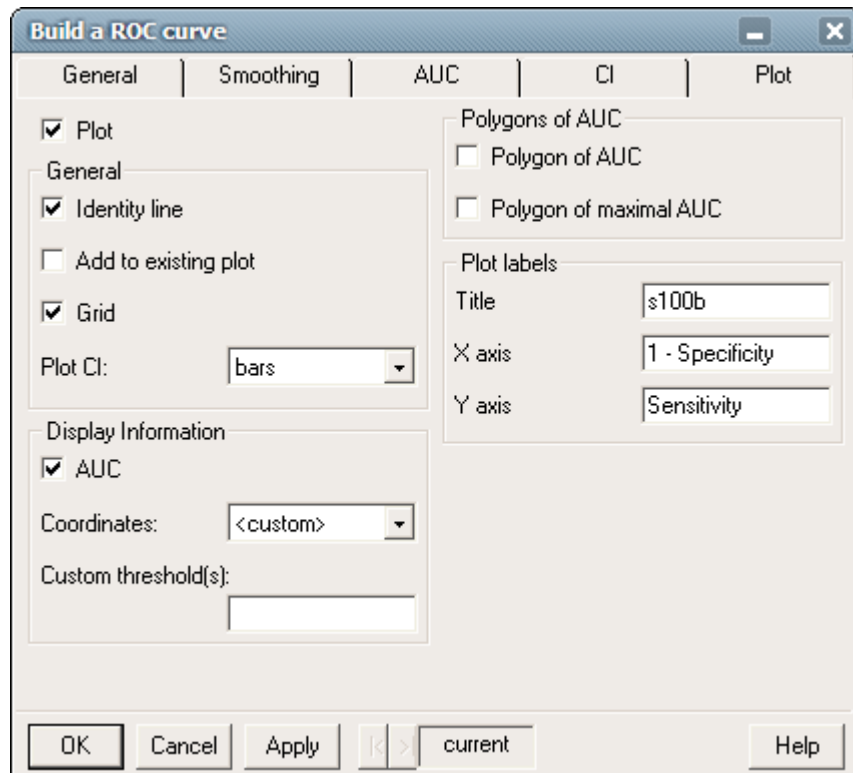 Build a ROC curve
General Smoothing AUC CI Plot
Plot
General
Identity line
Add to existing plot
Grid
Plot CI: bars
Display Information
AUC
Coordinates: <custom>
Custom threshold(s):
Polygons of AUC
Polygon of AUC
Polygon of maximal AUC
Plot labels
Title s100b
X axis 1 - Specificity
Y axis Sensitivity
OK Cancel Apply |< >| current Help